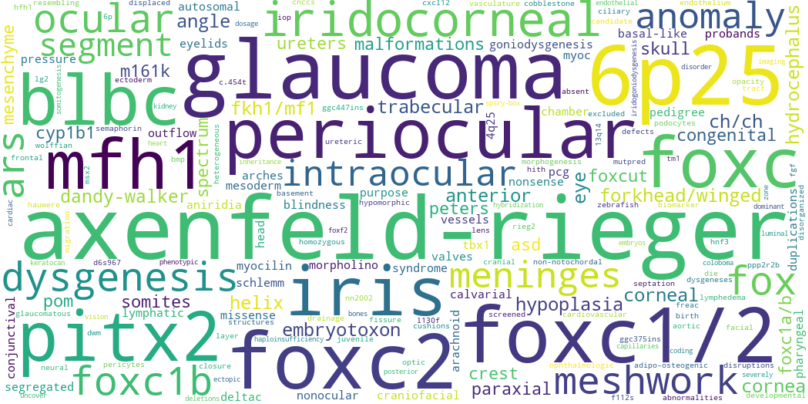 ocular iridocorneal anomaly
autosomal
displaced
resembling
hfh1
6p
iop
dosage
cnccs
vasculature
cobblestone
cxcl12
endothelial
endothelium
ciliary
candidate
segment
angle
eyelids
ureters malformations
goniodysgenesis
myoc
basal-like
probands
skull
disorder
mesenchyme
pressure
ectoderm
m161k
glaucoma
6p25
hydrocephalus
absent
imaging
opacity
tract
iridogoniodysgenesis
lg2
c.454t
blbc
somitogenesis
kidney
fkh1/mf1
ggc447ins
trabecular
chamber
excluded
pedigree
podocytes
ch/ch
congenital
cyp1b1
semaphorin
outflow
wolffian
heart
spectrum
heterogeneous
periocular
ureteric
4q25
13q14
defects
ars
frontal
mfh1
msx2
bmp
inheritance
arches
mesoderm
intraocular
morphogenesis
hith
pcg
nonsense
mutpred
tm1
foxcut
foxc
fgf
zone
disorganized
duplications
dandy-walker
aniridia
basement
hypomorphic
purpose
blindness
anterior
peters
vessels
hybridization
eye
forkhead/winged
zebrafish
biomarker
dominant
cardiac
haumere
migration
axenfeld-rieger
head
homozygous
foxf2
rieg2
lens
tbx1
asd
embryos
hnf3
luminal
keratocan
d6s967
phenotypic
myocilin
morpholino
syndrome
valves
cranial
non-notochordal
die
coloboma
dysgeneses
ppp2r2b
dysgenesis
iris
meninges
fox
schlemm
calvarial
septation
lymphedema
conjunctival
pom
somites
helix
nn2002
bones
l130f
screened
hypoplasia
cardiovascular
corneal
freac
birth
aortic
facial
foxc1a/b
pharyngeal
glaucomatous
vision
lymphatic
missense
structures
drainage
fissure
cushions
embryotoxon
haploinsufficiency
juvenile
arachnoid
pitx2
dwm
layer
foxc2
foxc1/2
ggc375ins
capillaries
coding
neural
pericytes
closure
ectopic
optic
posterior
ophthalmologic
adipo-osteogenic
disruptions
severely
segregated
uncover
foxc1b
deletions
deltac
nonocular
craniofacial
crest
paraxial
meshwork
f112s
abnormalities
cornea
developmental